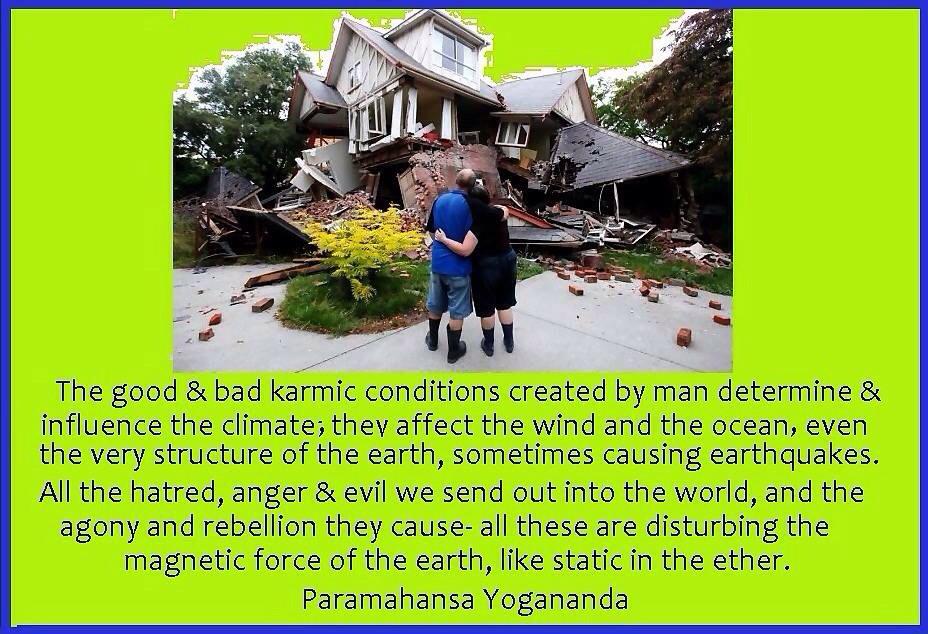 The good & bad karmic conditions created by man determine &
influence the climate; they affect the wind and the ocean, even
the very structure of the earth, sometimes causing earthquakes.
All the hatred, anger & evil we send out into the world, and the
agony and rebellion they cause- all these are disturbing the
magnetic force of the earth, like static in the ether.
Paramahansa Yogananda